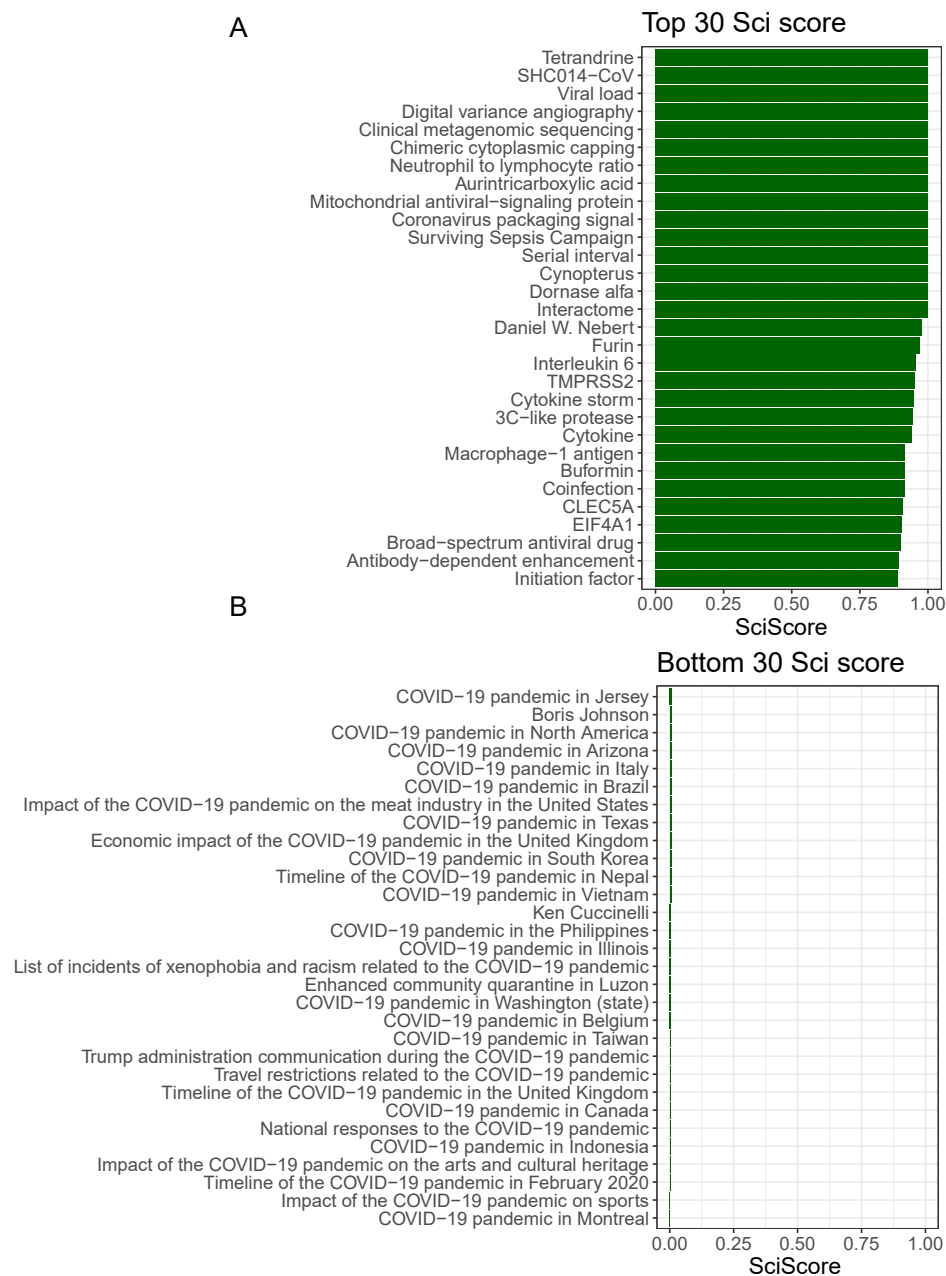 A
Top 30 Sci score
Tetrandrine
SHC014−CoV
Viral load
Digital variance angiography
Clinical metagenomic sequencing
Chimeric cytoplasmic capping
Neutrophil to lymphocyte ratio
Aurintricarboxylic acid
Mitochondrial antiviral−signaling protein
Coronavirus packaging signal
Surviving Sepsis Campaign
Serial interval
Cynopterus
Dornase alfa
Interactome
Daniel W. Nebert
Furin
Interleukin 6
TMPRSS2
Cytokine storm
3C−like protease
Cytokine
Macrophage−1 antigen
Buformin
Coinfection
CLEC5A
EIF4A1
Broad−spectrum antiviral drug
Antibody−dependent enhancement
Initiation factor
0.00 0.25 0.50 0.75 1.00
SciScore
B
Bottom 30 Sci score
COVID−19 pandemic in Jersey
Boris Johnson
COVID−19 pandemic in North America
COVID−19 pandemic in Arizona
COVID−19 pandemic in Italy
COVID−19 pandemic in Brazil
Impact of the COVID−19 pandemic on the meat industry in the United States
COVID−19 pandemic in Texas
Economic impact of the COVID−19 pandemic in the United Kingdom
COVID−19 pandemic in South Korea
Timeline of the COVID−19 pandemic in Nepal
COVID−19 pandemic in Vietnam
Ken Cuccinelli
COVID−19 pandemic in the Philippines
COVID−19 pandemic in Illinois
List of incidents of xenophobia and racism related to the COVID−19 pandemic
Enhanced community quarantine in Luzon
COVID−19 pandemic in Washington (state)
COVID−19 pandemic in Belgium
COVID−19 pandemic in Taiwan
Trump administration communication during the COVID−19 pandemic
Travel restrictions related to the COVID−19 pandemic
Timeline of the COVID−19 pandemic in the United Kingdom
COVID−19 pandemic in Canada
National responses to the COVID−19 pandemic
COVID−19 pandemic in Indonesia
Impact of the COVID−19 pandemic on the arts and cultural heritage
Timeline of the COVID−19 pandemic in February 2020
Impact of the COVID−19 pandemic on sports
COVID−19 pandemic in Montreal
0.00 0.25 0.50 0.75 1.00
SciScore